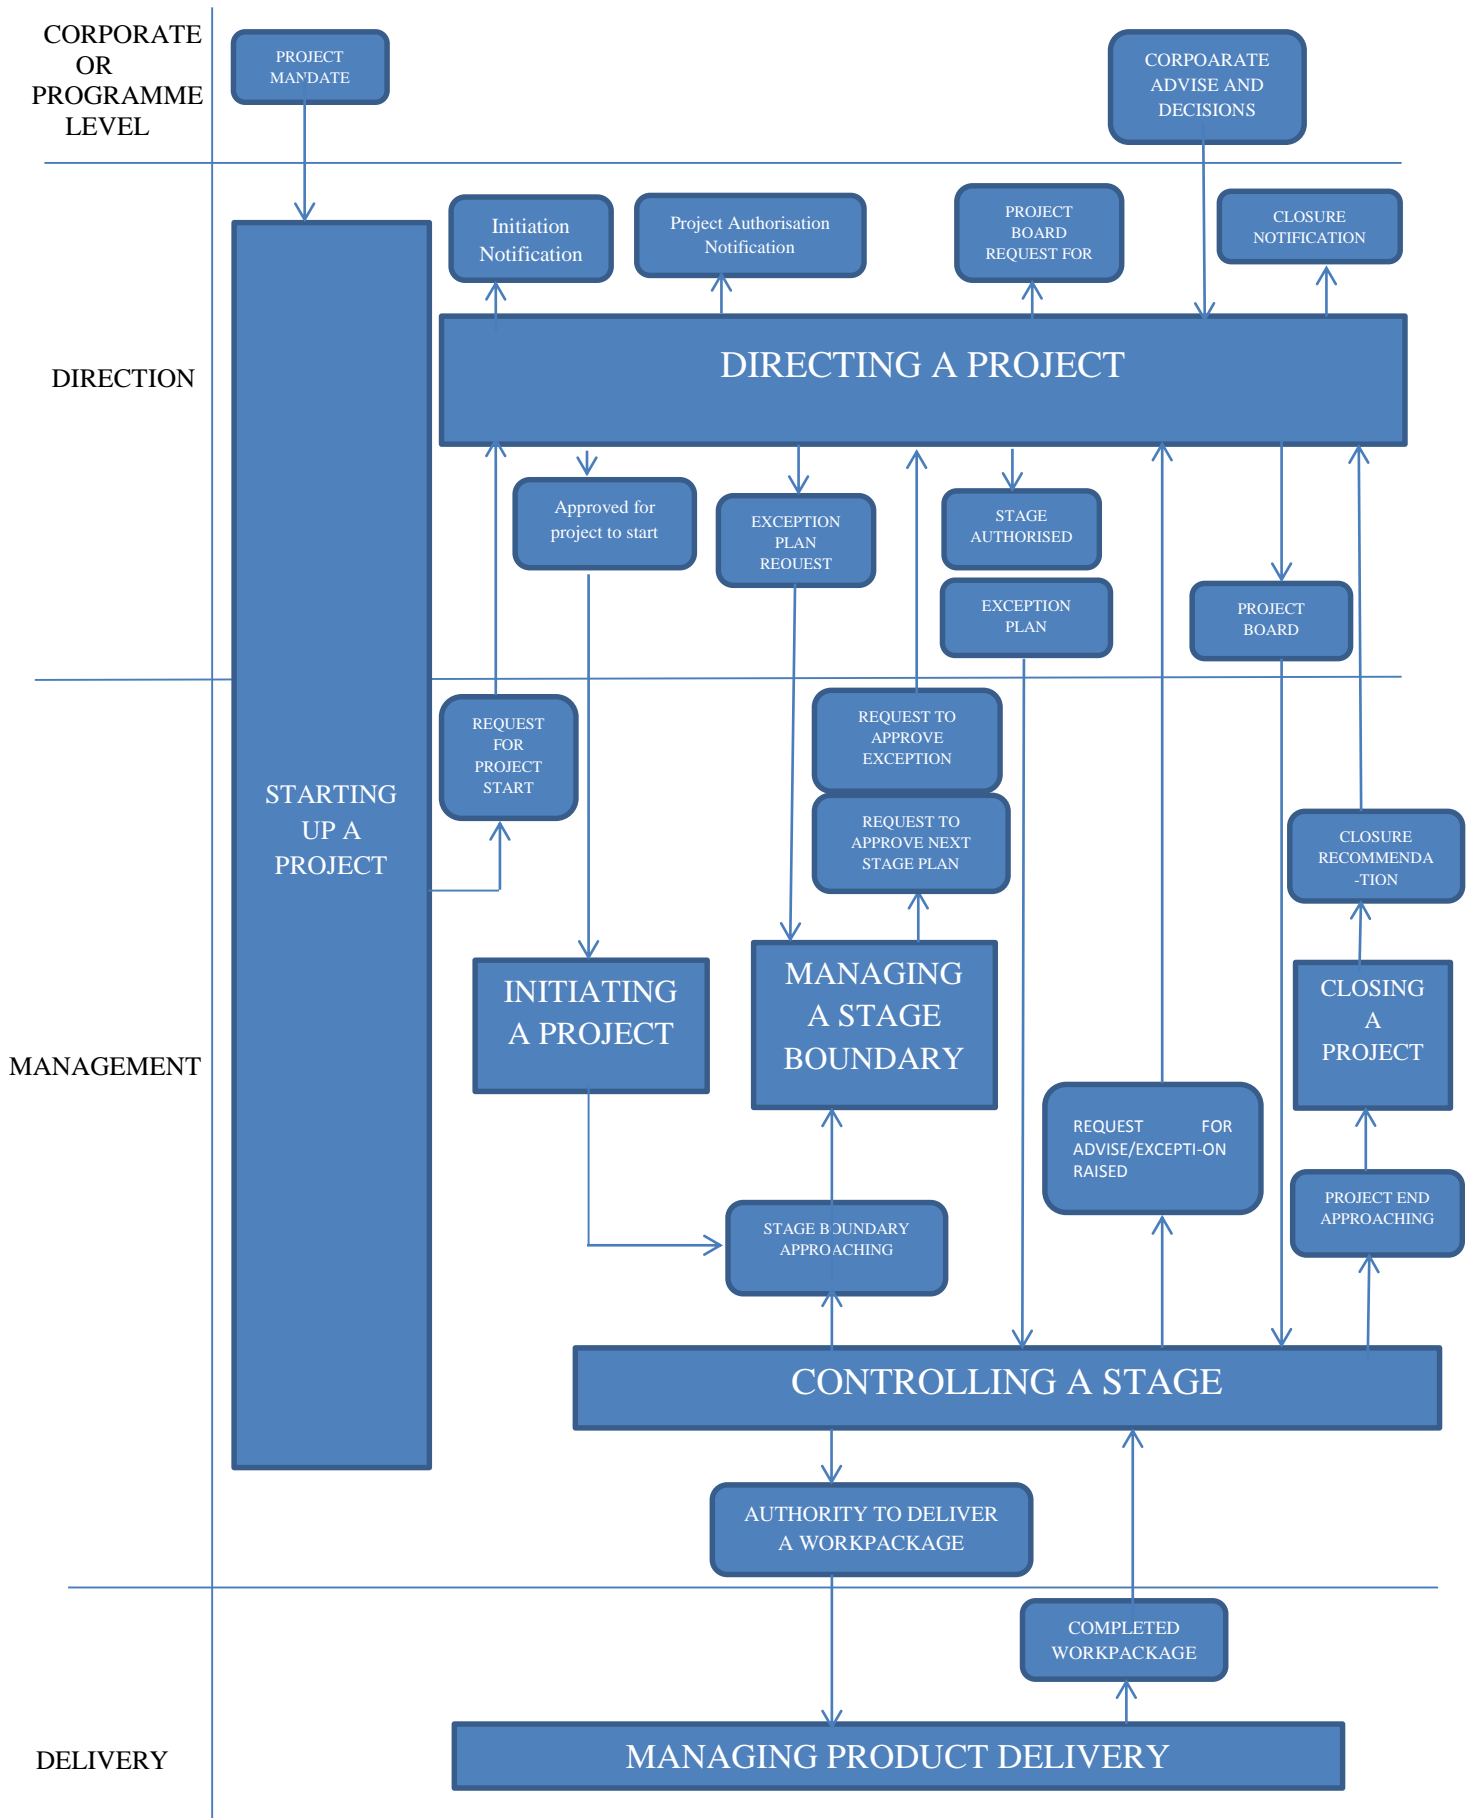 CORPORATE
OR
PROGRAMME
LEVEL
PROJECT
MANDATE
CORPOARATE
ADVISE AND
DECISIONS
Initiation
Notification
Project Authorisation
Notification
PROJECT
BOARD
REQUEST FOR
CLOSURE
NOTIFICATION
DIRECTION
DIRECTING A PROJECT
Approved for
project to start
EXCEPTION
PLAN
REQUEST
STAGE
AUTHORISED
EXCEPTION
PLAN
PROJECT
BOARD
STARTING
UP A
PROJECT
REQUEST
FOR
PROJECT
START
REQUEST TO
APPROVE
EXCEPTION
REQUEST TO
APPROVE NEXT
STAGE PLAN
CLOSURE
RECOMMENDA
-TION
MANAGEMENT
INITIATING
A PROJECT
MANAGING
A STAGE
BOUNDARY
CLOSING
A
PROJECT
REQUEST FOR
ADVISE/EXCEPTI-ON
RAISED
STAGE BOUNDARY
APPROACHING
PROJECT END
APPROACHING
CONTROLLING A STAGE
AUTHORITY TO DELIVER
A WORKPACKAGE
COMPLETED
WORKPACKAGE
DELIVERY
MANAGING PRODUCT DELIVERY